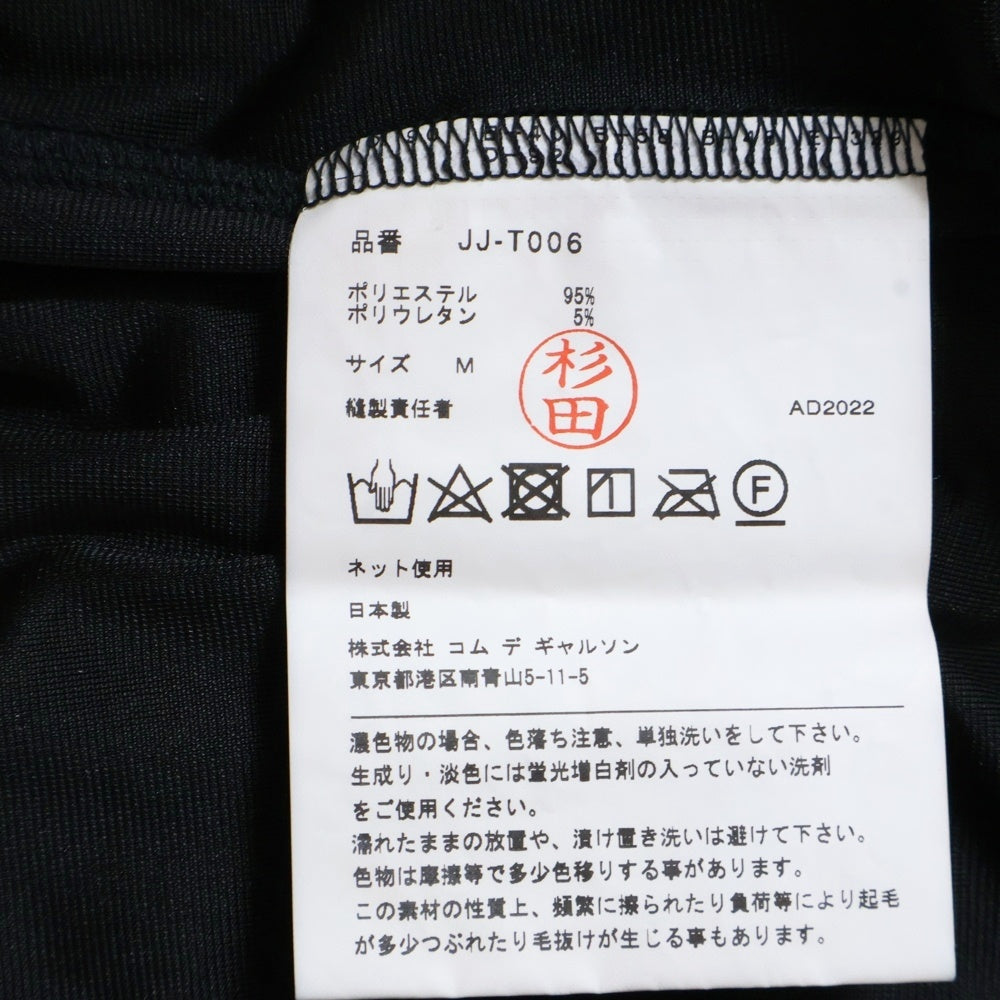 品番 JJ-T006
ポリエステル 95%
ポリウレタン 5%
サイズ M
杉田
縫製責任者 AD2022
F
ネット使用
日本製
株式会社 コム デ ギャルソン
東京都港区南青山5-11-5
濃色物の場合、色落ち注意、単独洗いをして下さい。
生成り・淡色には蛍光増白剤の入っていない洗剤
をご使用ください。
濡れたままの放置や、漬け置き洗いは避けて下さい。
色物は摩擦等で多少色移りする事があります。
この素材の性質上、頻繁に擦られたり負荷等により起毛
が多少つぶれたり毛抜けが生じる事もあります。